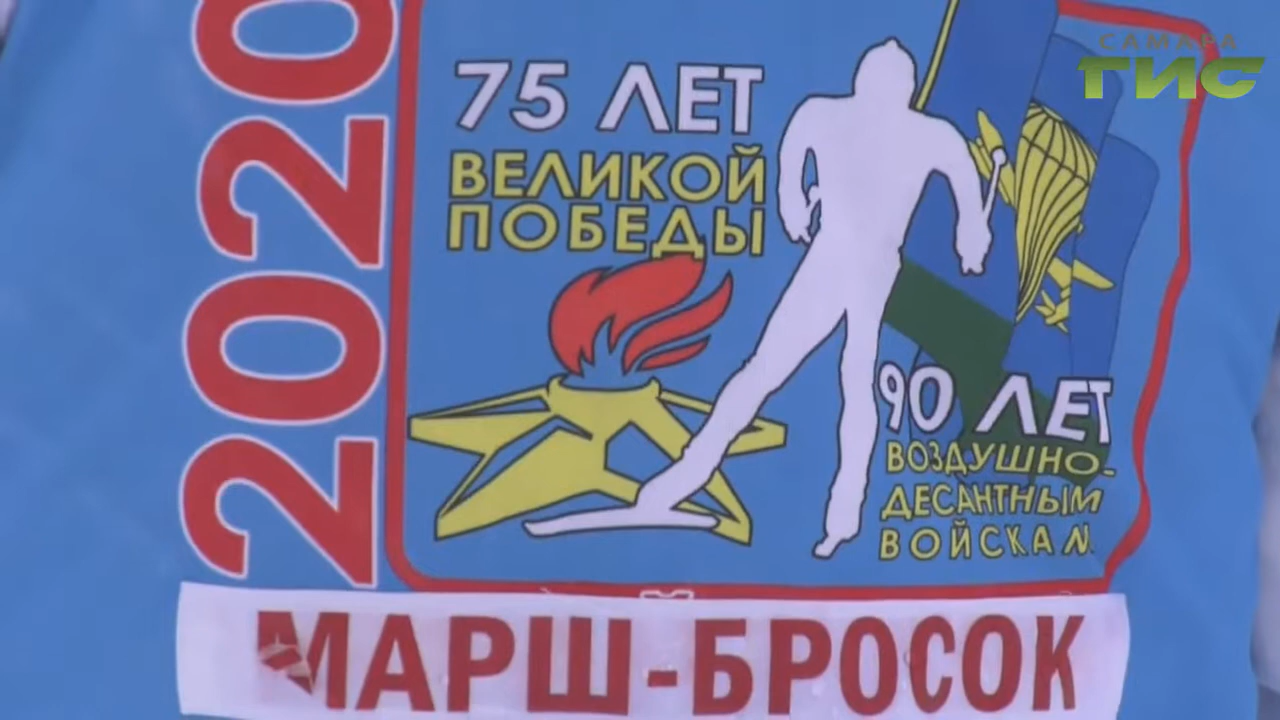 САМАРА
ГИС
2020
75 ЛЕТ
ВЕЛИКОЙ
ПОБЕДЫ
90 ЛЕТ
ВОЗДУШНО-
ДЕСАНТНЫМ
ВОЙСКАМ
МАРШ-БРОСОК